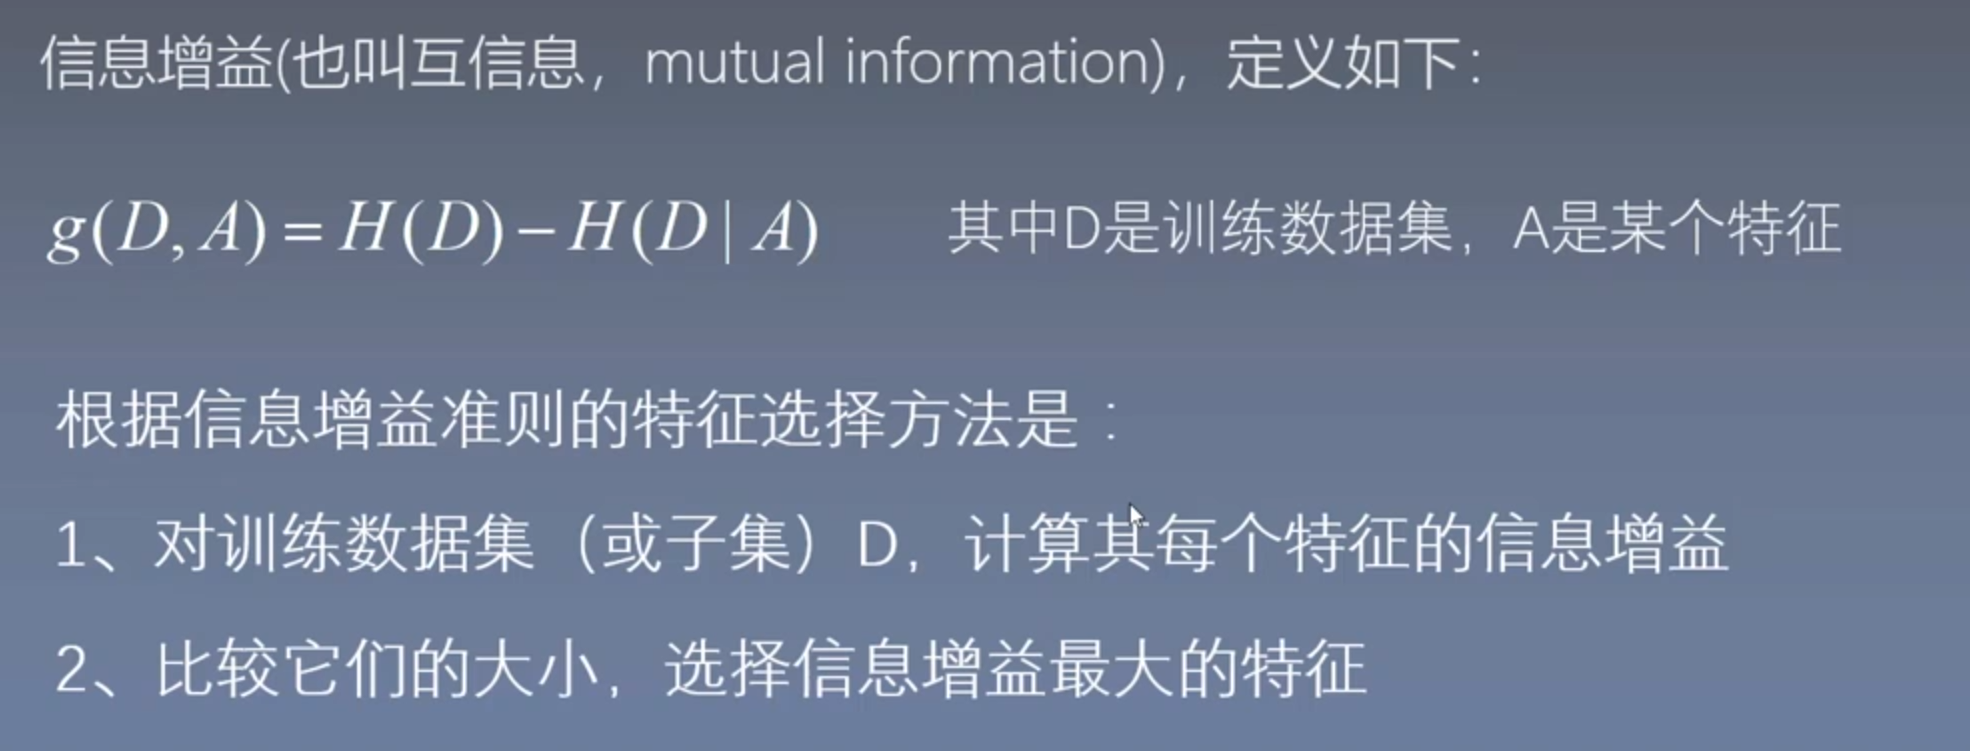 信息增益(也叫互信息，mutual information)，定义如下：
g(D, A) = H(D) − H(D | A) 其中D是训练数据集，A是某个特征
根据信息增益准则的特征选择方法是：
1、对训练数据集（或子集）D，计算其每个特征的信息增益
2、比较它们的大小，选择信息增益最大的特征